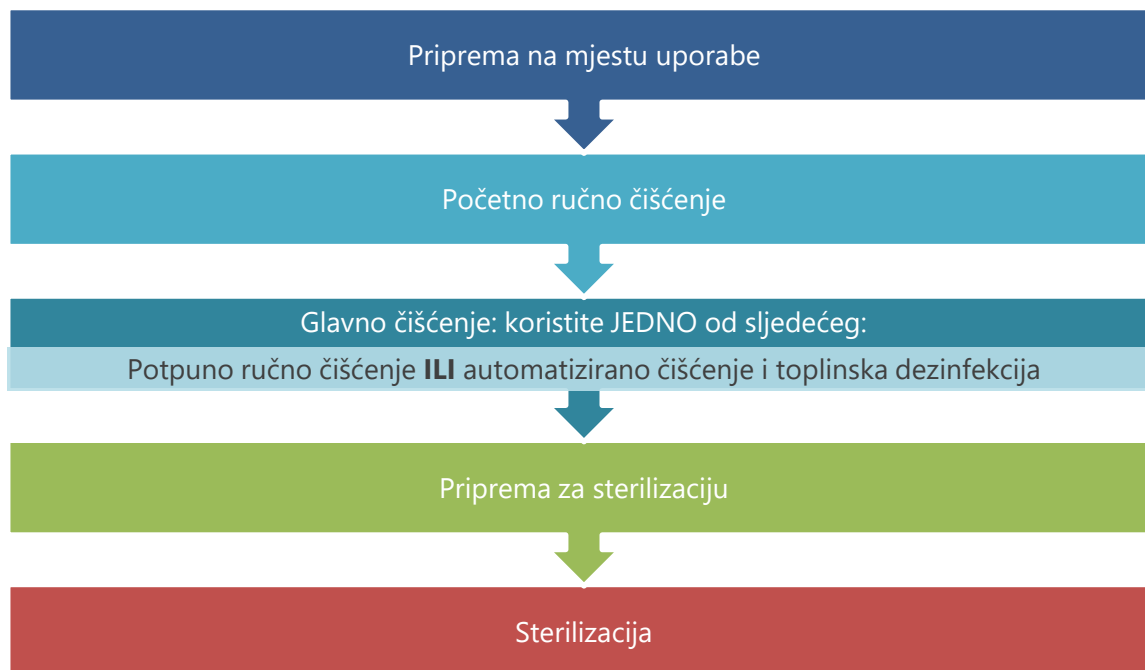 Priprema na mjestu uporabe
Početno ručno čišćenje
Glavno čišćenje: koristite JEDNO od sljedećeg:
Potpuno ručno čišćenje ILI automatizirano čišćenje i toplinska dezinfekcija
Priprema za sterilizaciju
Sterilizacija